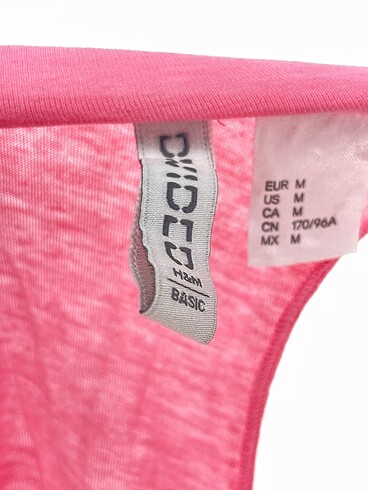 DIVIDED
H&M
BASIC
EUR M
US M
CA M
CN 170/96A
MX M